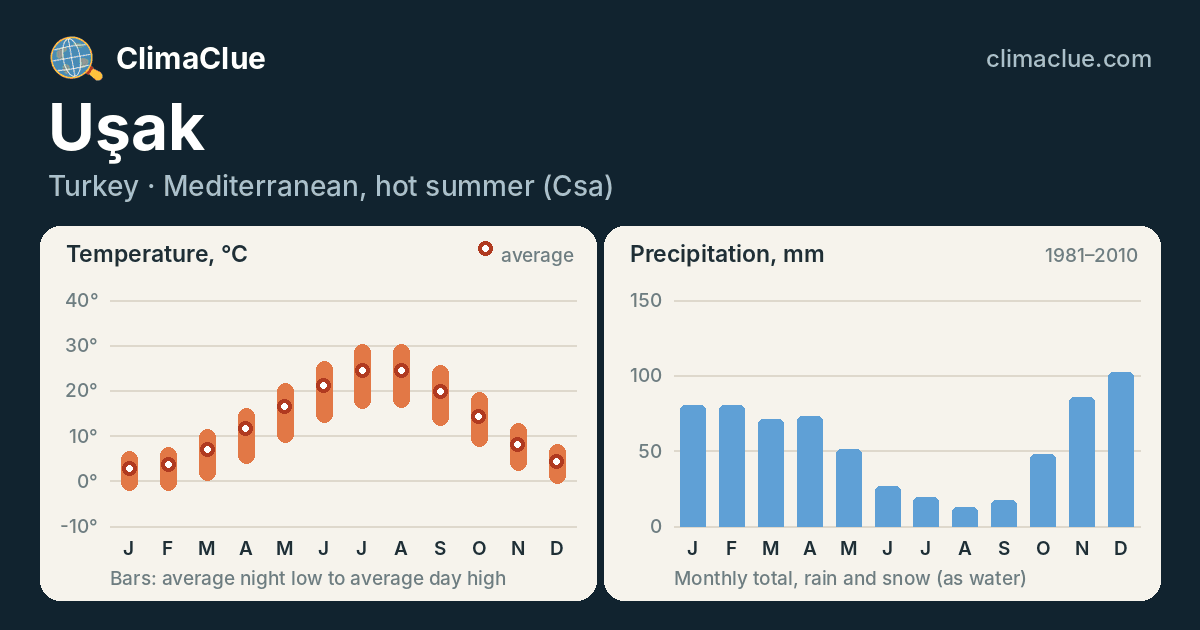 ClimaClue
climaclue.com
Uşak
Turkey · Mediterranean, hot summer (Csa)
Temperature, °C
average
40°
30°
20°
10°
0°
-10°
J F M A M J J A S O N D
Bars: average night low to average day high
Precipitation, mm
1981–2010
150
100
50
0
J F M A M J J A S O N D
Monthly total, rain and snow (as water)